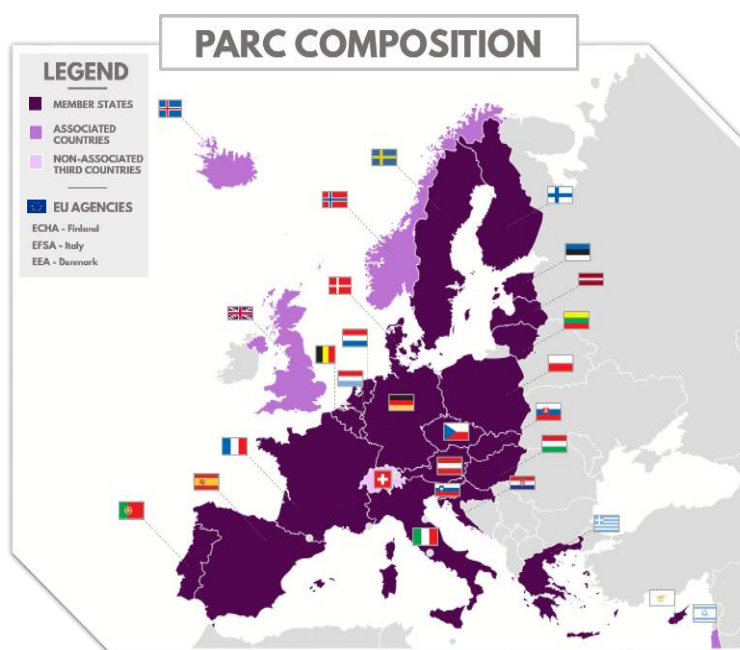 PARC COMPOSITION
LEGEND
MEMBER STATES
ASSOCIATED
COUNTRIES
NON-ASSOCIATED
THIRD COUNTRIES
EU AGENCIES
ECHA - Finland
EFSA - Italy
EEA - Denmark